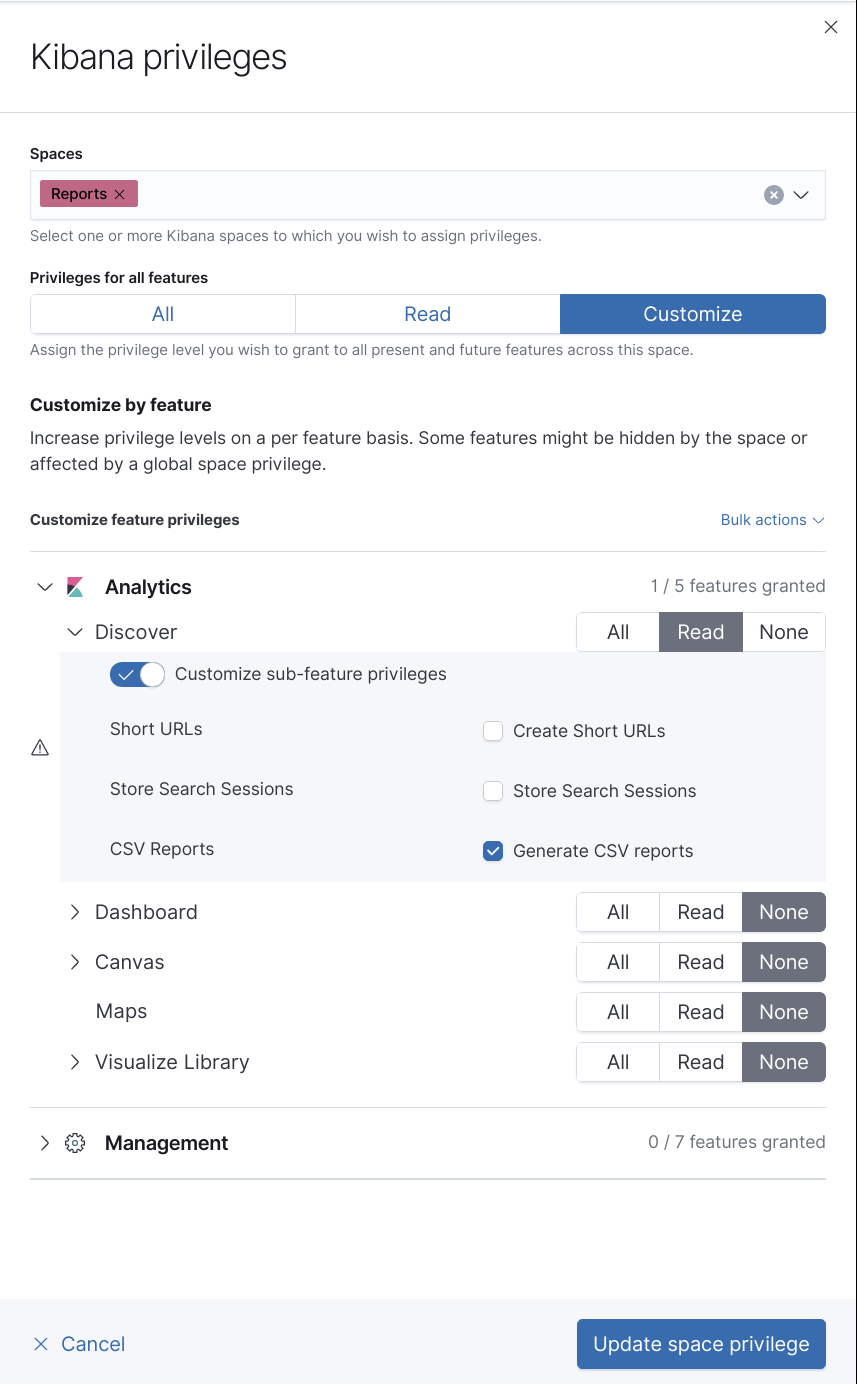 Kibana privileges
Spaces
Reports
Select one or more Kibana spaces to which you wish to assign privileges.
Privileges for all features
All Read Customize
Assign the privilege level you wish to grant to all present and future features across this space.
Customize by feature
Increase privilege levels on a per feature basis. Some features might be hidden by the space or
affected by a global space privilege.
Customize feature privileges Bulk actions
Analytics 1 / 5 features granted
Discover All Read None
Customize sub-feature privileges
Short URLs Create Short URLs
Store Search Sessions Store Search Sessions
CSV Reports Generate CSV reports
Dashboard All Read None
Canvas All Read None
Maps All Read None
Visualize Library All Read None
Management 0 / 7 features granted
Cancel Update space privilege